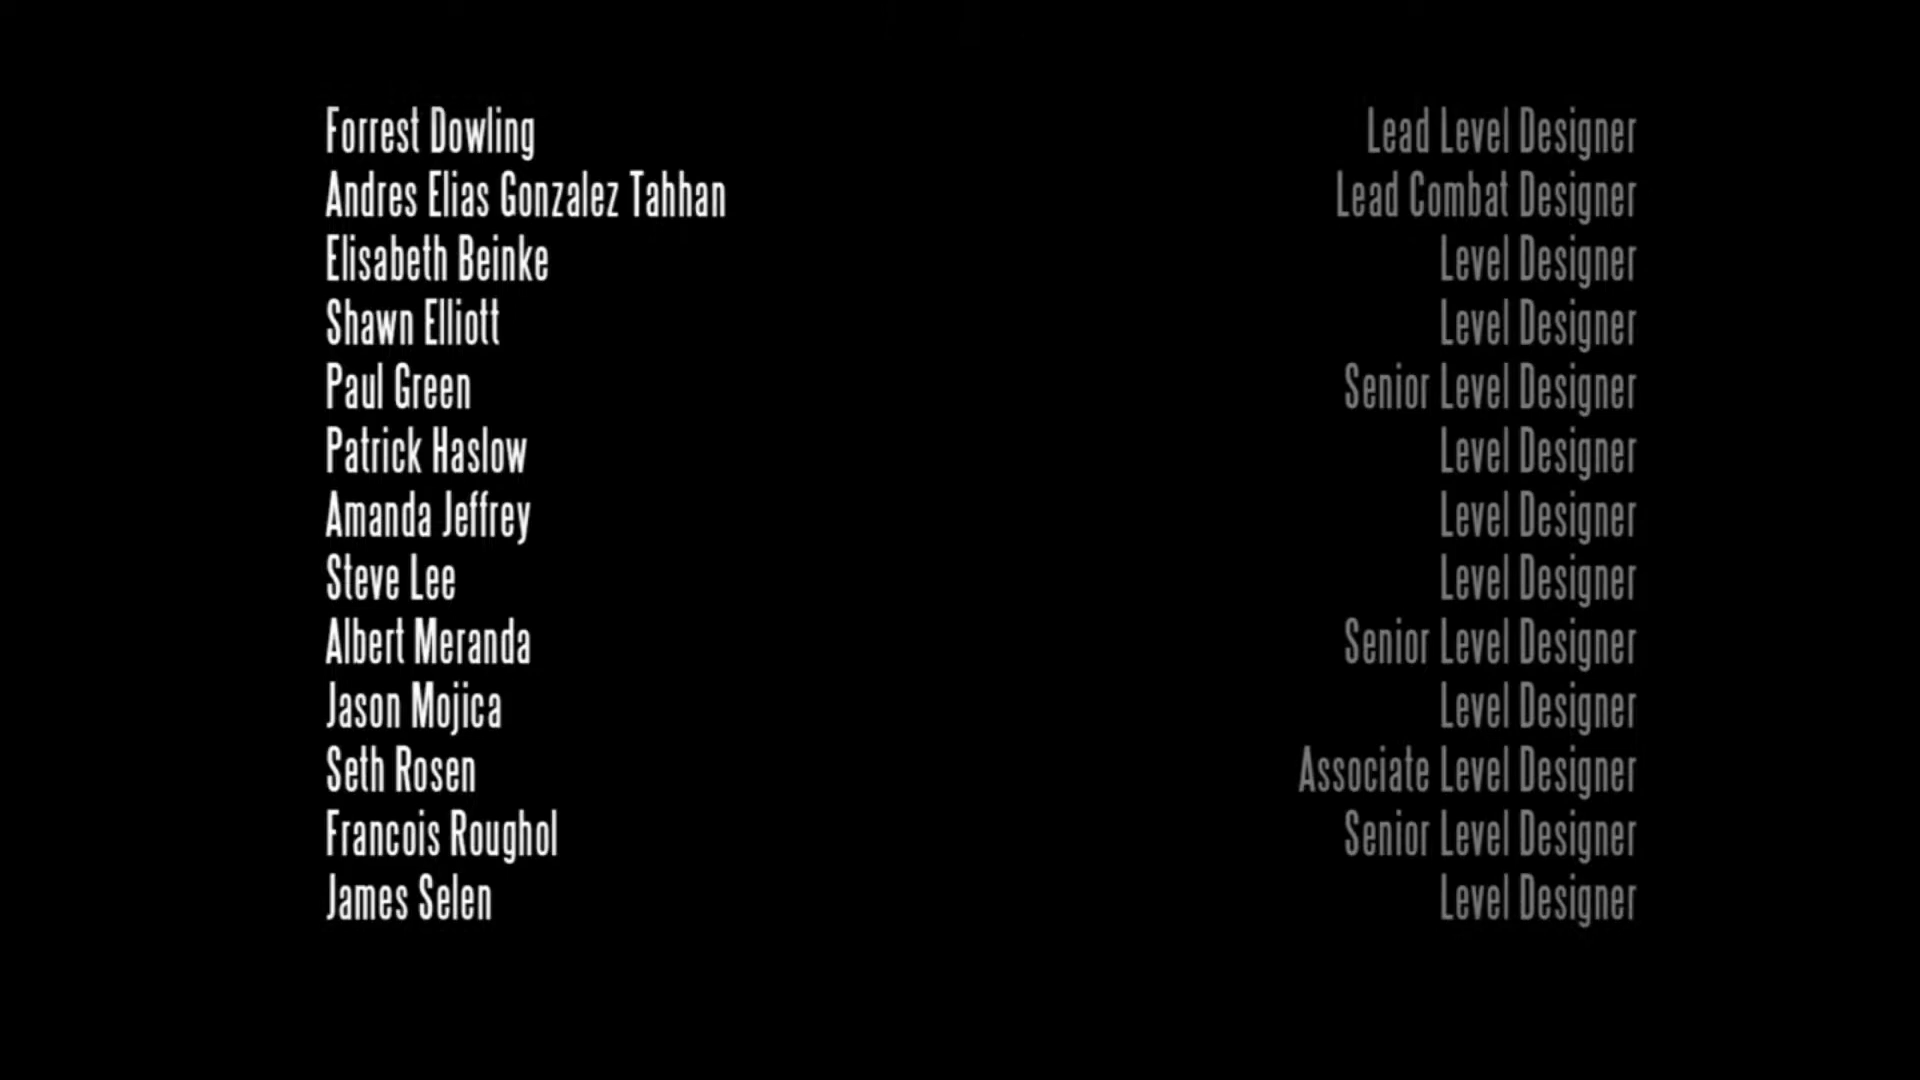 Forrest Dowling Lead Level Designer
Andres Elias Gonzalez Tahhan Lead Combat Designer
Elisabeth Beinke Level Designer
Shawn Elliott Level Designer
Paul Green Senior Level Designer
Patrick Haslow Level Designer
Amanda Jeffrey Level Designer
Steve Lee Level Designer
Albert Meranda Senior Level Designer
Jason Mojica Level Designer
Seth Rosen Associate Level Designer
Francois Roughol Senior Level Designer
James Selen Level Designer